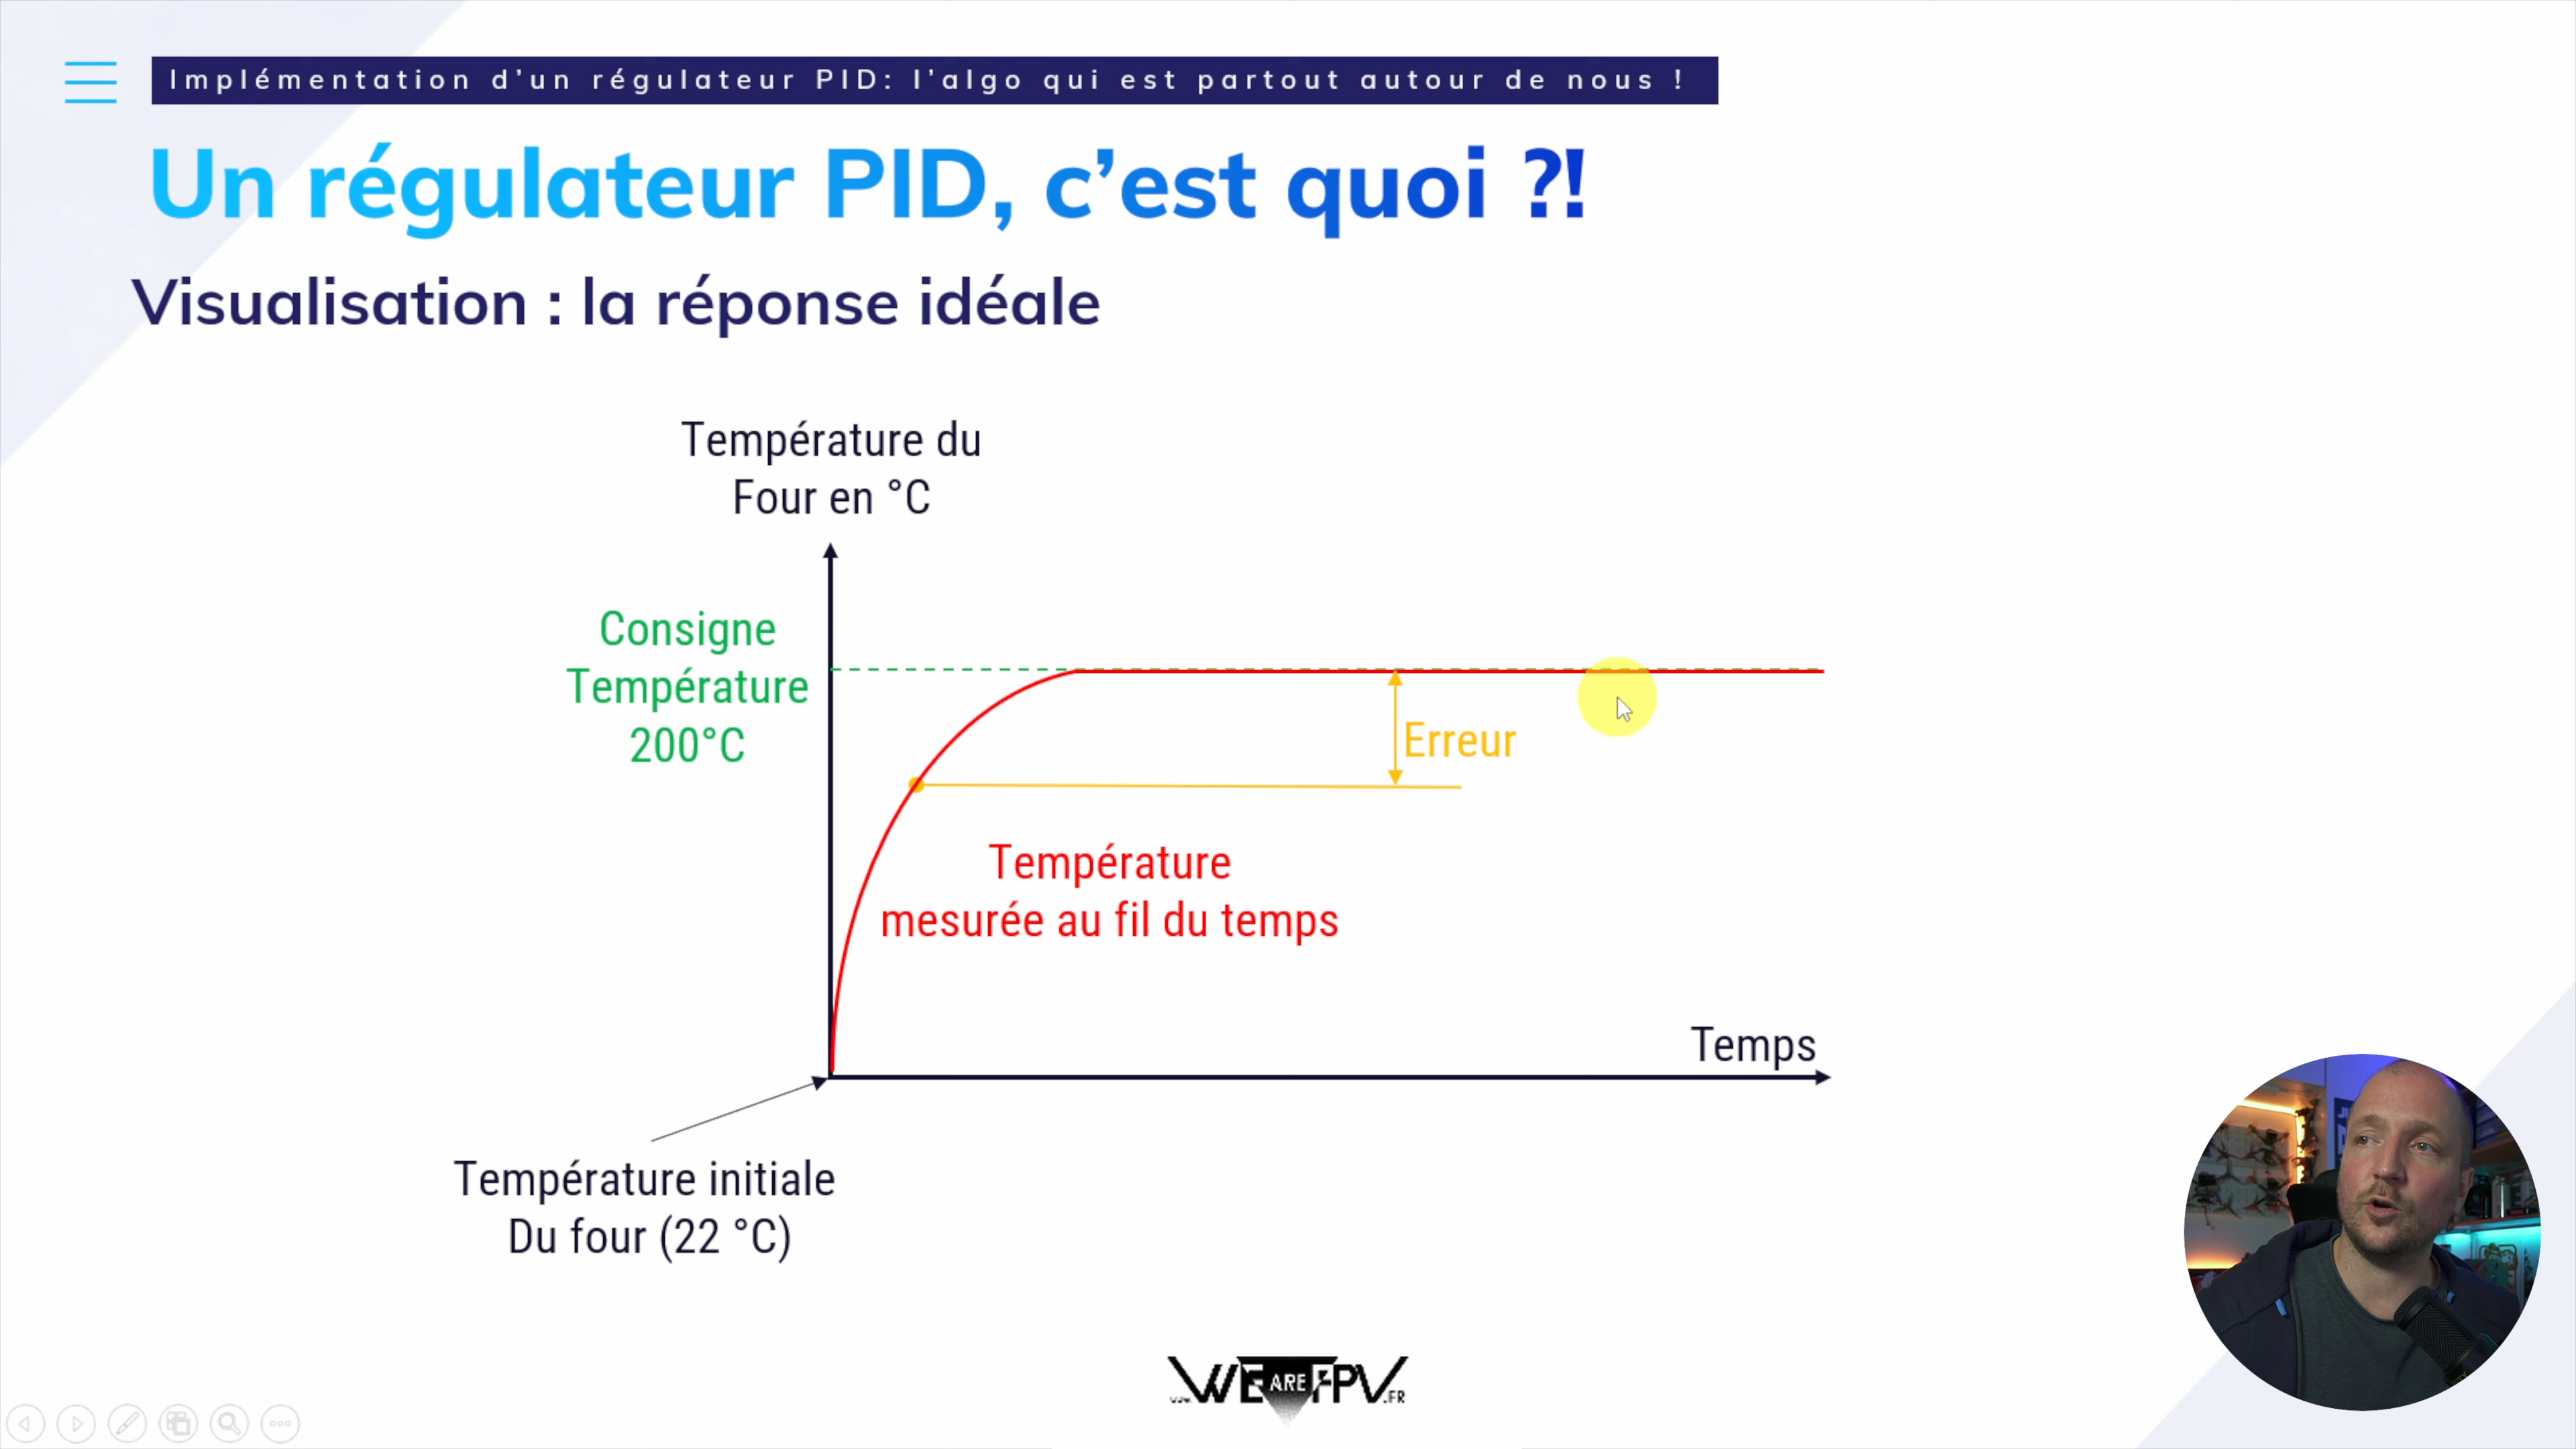 Implémentation d’un régulateur PID: l’algo qui est partout autour de nous !
Un régulateur PID, c’est quoi ?!
Visualisation : la réponse idéale
Température du
Four en °C
Consigne
Température
200°C
Erreur
Température
mesurée au fil du temps
Temps
Température initiale
Du four (22 °C)
WWW.WE ARE FPV.FR